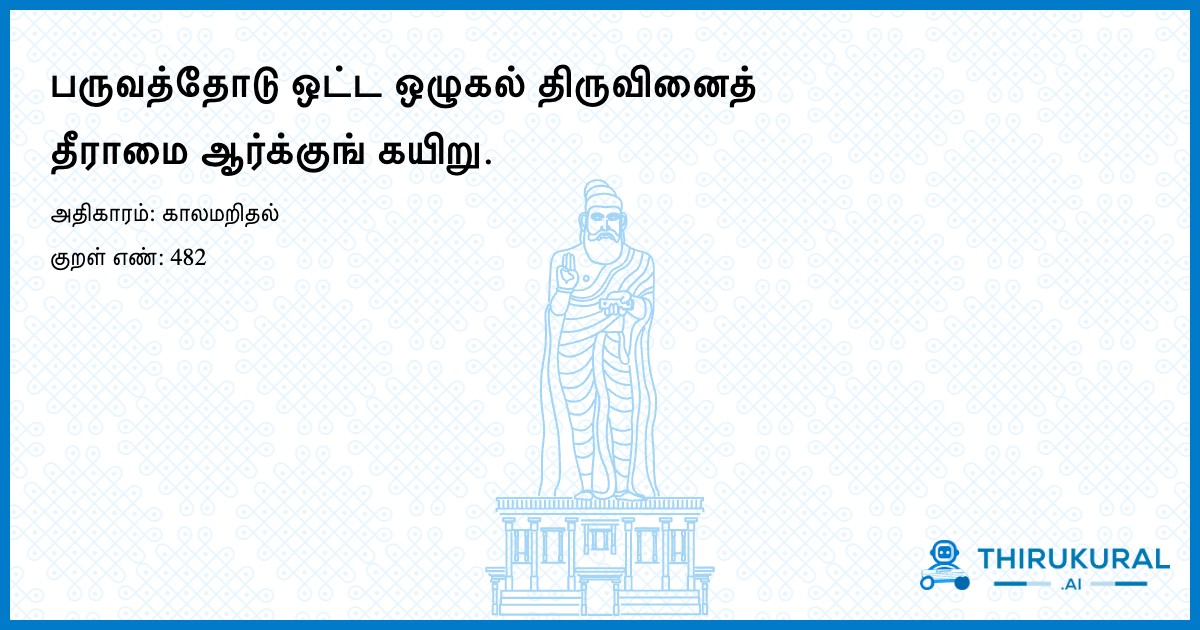 பருவத்தோடு ஒட்ட ஒழுகல் திருவினைத்
தீராமை ஆர்க்குங் கயிறு.
அதிகாரம்: காலமறிதல்
குறள் எண்: 482
THIRUKURAL
.AI